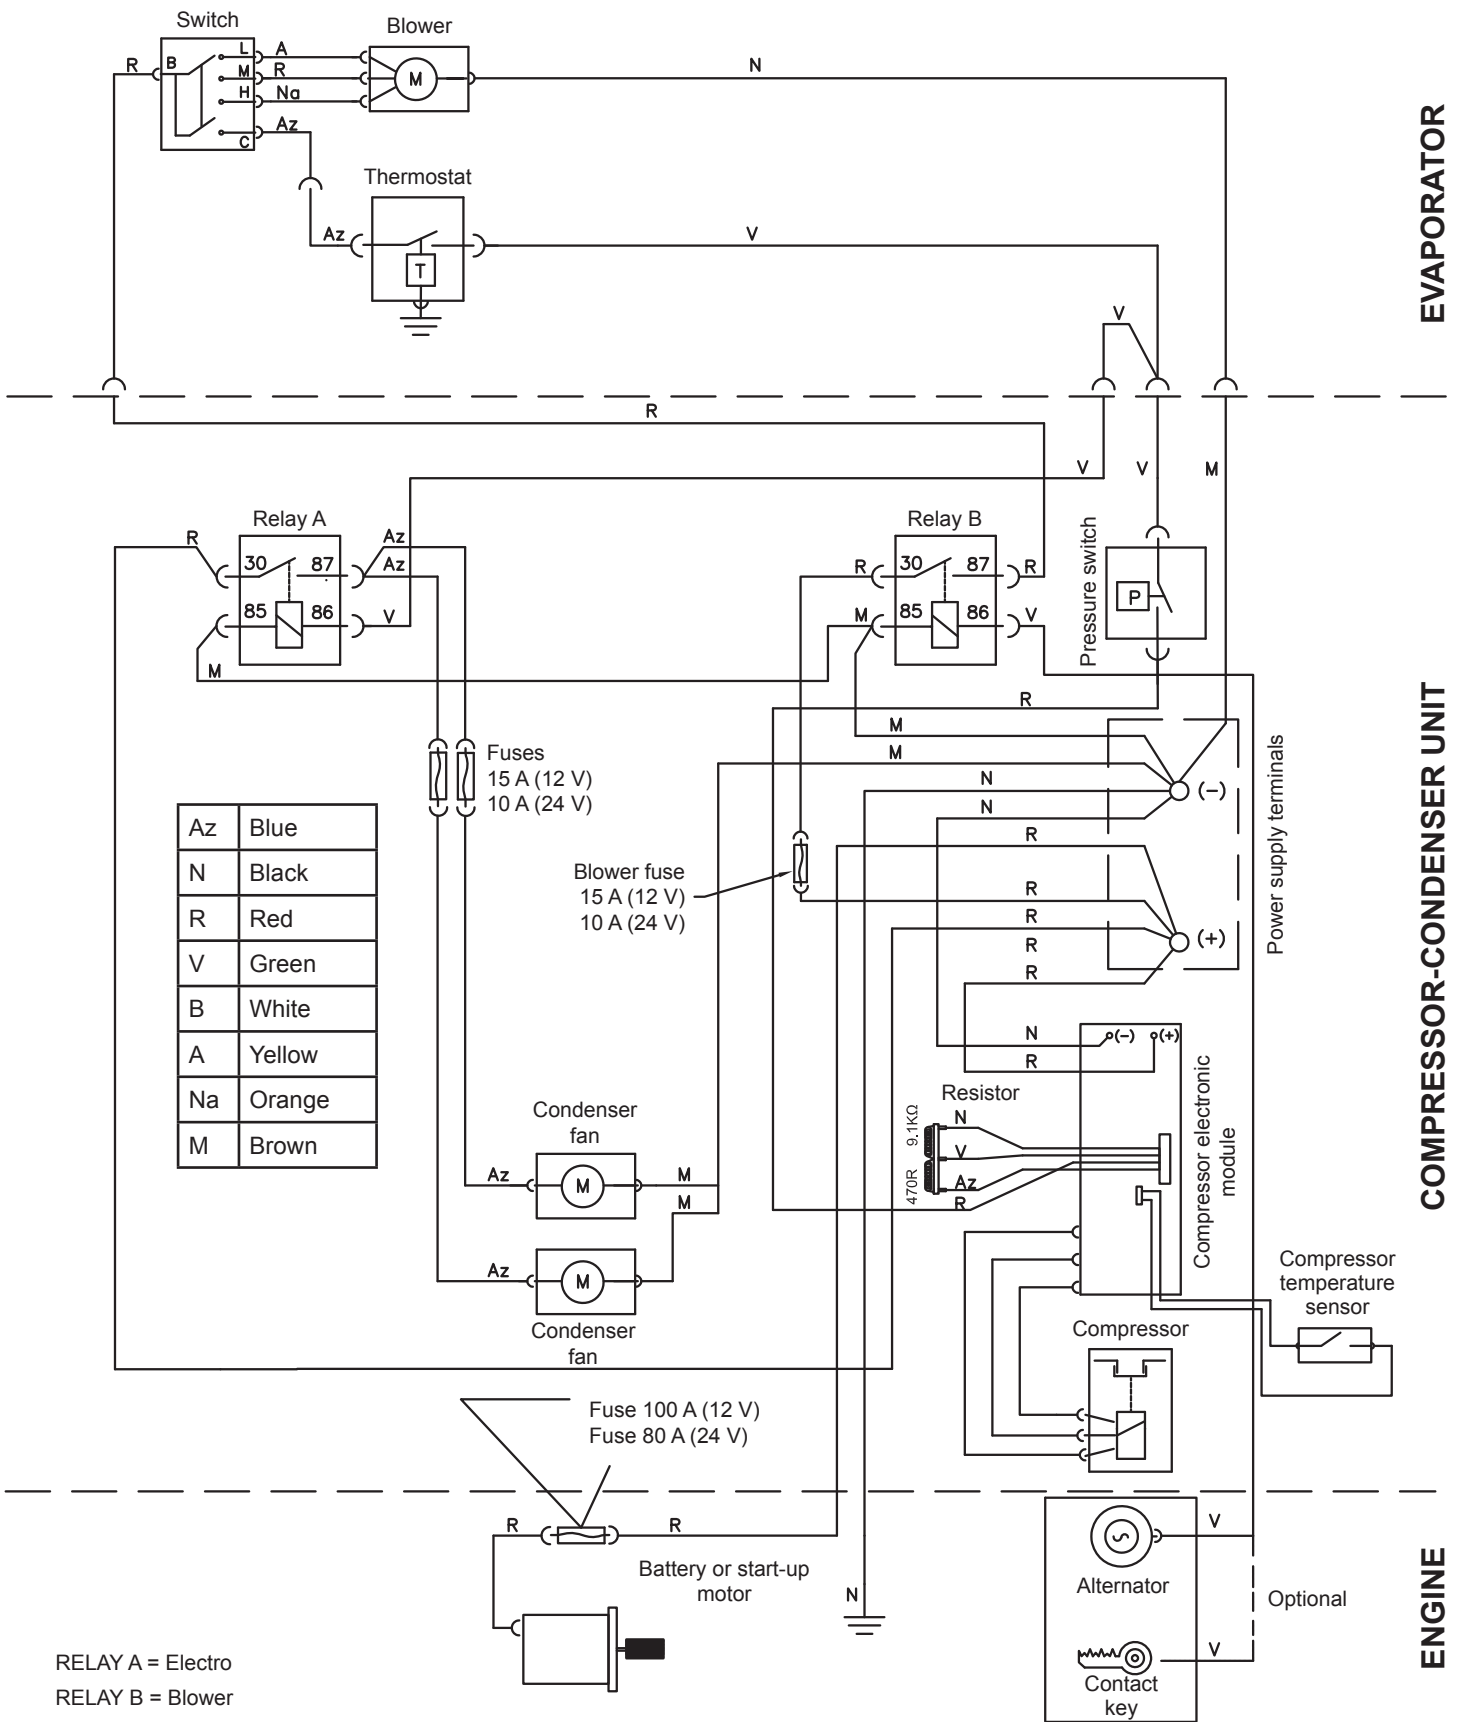 Switch
Blower
R
B
L
A
M
R
H
Na
C
Az
M
N
Thermostat
Az
T
V
V
EVAPORATOR
R
V
V
M
Relay A
R
30
87
Az
Az
85
86
V
M
Relay B
R
30
87
R
M
85
86
V
Pressure switch
P
R
M
M
N
N
R
R
R
R
R
(-)
(+)
Power supply terminals
Fuses
15 A (12 V)
10 A (24 V)
Blower fuse
15 A (12 V)
10 A (24 V)
Az Blue
N Black
R Red
V Green
B White
A Yellow
Na Orange
M Brown
COMPRESSOR-CONDENSER UNIT
N
R
(-)
(+)
Compressor electronic
module
Resistor
9.1KΩ
470R
N
V
Az
R
Condenser
fan
Az
M
M
M
Az
M
Condenser
fan
Compressor
Compressor
temperature
sensor
Fuse 100 A (12 V)
Fuse 80 A (24 V)
R
R
Battery or start-up
motor
N
Alternator
V
Optional
V
Contact
key
ENGINE
RELAY A = Electro
RELAY B = Blower